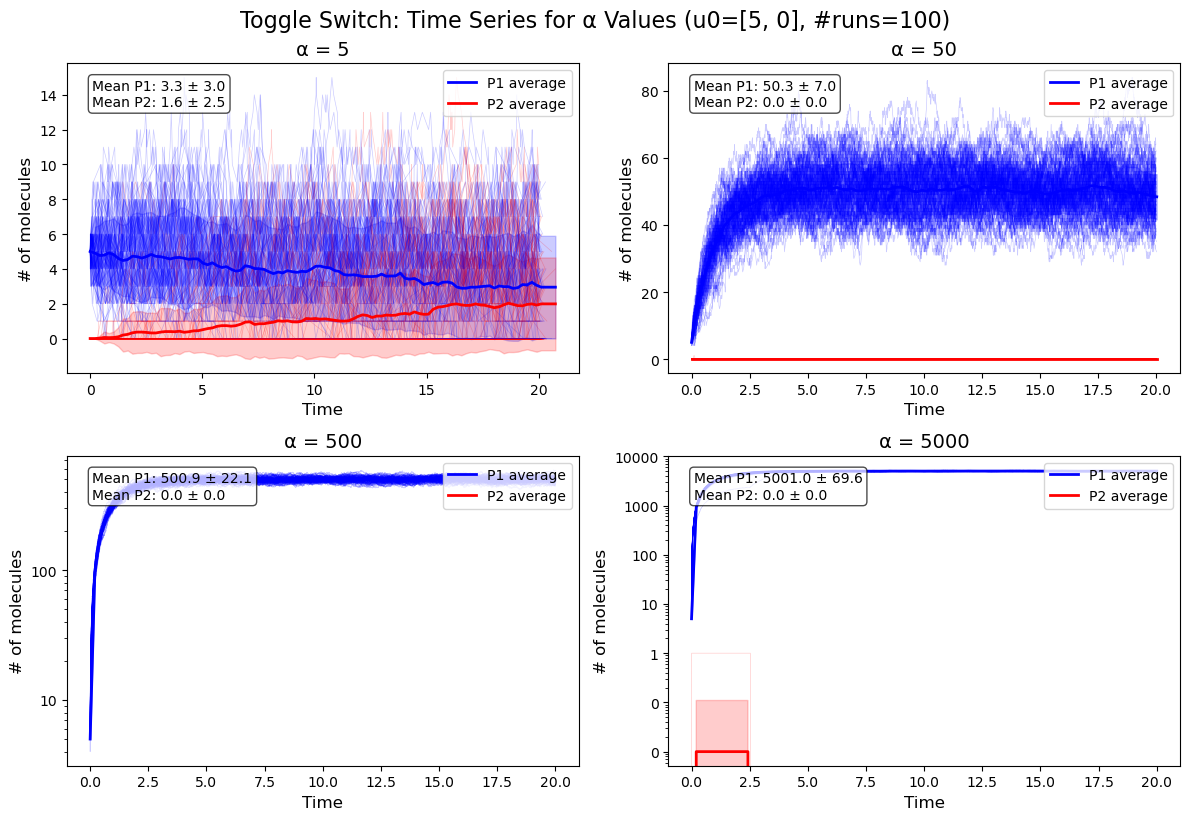 Toggle Switch: Time Series for α Values (u0=[5, 0], #runs=100)
α = 5
Mean P1: 3.3 ± 3.0
Mean P2: 1.6 ± 2.5
P1 average
P2 average
# of molecules
14
12
10
8
6
4
2
0
0
5
10
15
20
Time
α = 50
Mean P1: 50.3 ± 7.0
Mean P2: 0.0 ± 0.0
P1 average
P2 average
# of molecules
80
60
40
20
0
0.0
2.5
5.0
7.5
10.0
12.5
15.0
17.5
20.0
Time
α = 500
Mean P1: 500.9 ± 22.1
Mean P2: 0.0 ± 0.0
P1 average
P2 average
# of molecules
100
10
0.0
2.5
5.0
7.5
10.0
12.5
15.0
17.5
20.0
Time
α = 5000
Mean P1: 5001.0 ± 69.6
Mean P2: 0.0 ± 0.0
P1 average
P2 average
# of molecules
10000
1000
100
10
1
0
0
0.0
2.5
5.0
7.5
10.0
12.5
15.0
17.5
20.0
Time